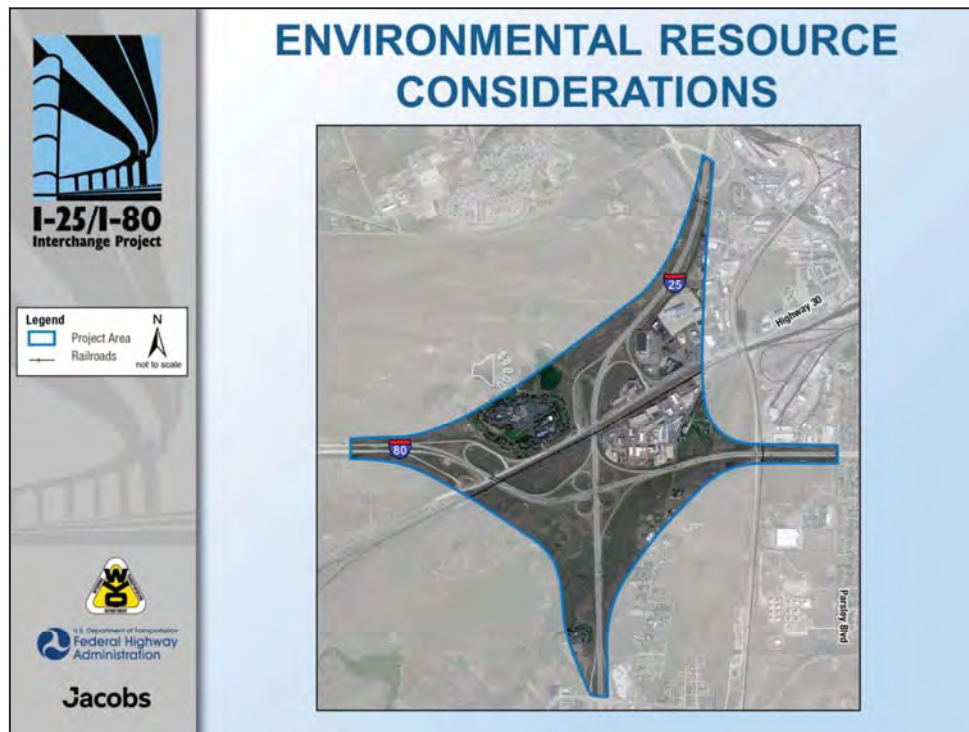 ENVIRONMENTAL RESOURCE
CONSIDERATIONS
I-25/I-80
Interchange Project
Legend
Project Area
Railroads
N
not to scale
25
Highway 30
80
Parsley Blvd
U.S. Department of Transportation
Federal Highway
Administration
Jacobs